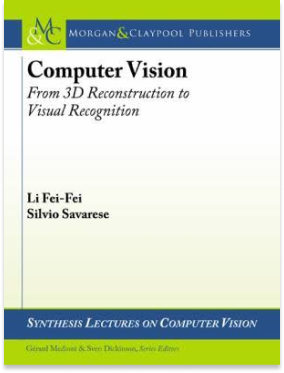 M&C MORGAN&CLAYPOOL PUBLISHERS
Computer Vision
From 3D Reconstruction to
Visual Recognition
Li Fei-Fei
Silvio Savarese
SYNTHESIS LECTURES ON COMPUTER VISION
Gérard Medioni & Sven Dickinson, Series Editors